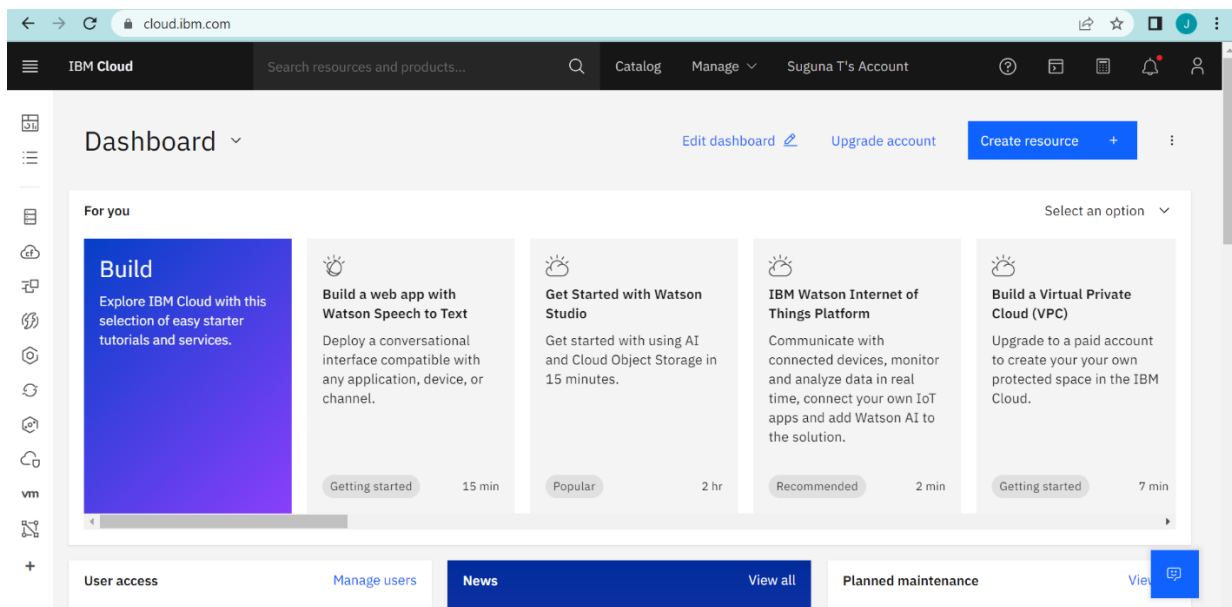 cloud.ibm.com
J
IBM Cloud
Search resources and products...
Catalog
Manage
Suguna T's Account
Dashboard
Edit dashboard
Upgrade account
Create resource +
For you
Select an option
Build
Explore IBM Cloud with this
selection of easy starter
tutorials and services.
Build a web app with
Watson Speech to Text
Deploy a conversational
interface compatible with
any application, device, or
channel.
Getting started
15 min
Get Started with Watson
Studio
Get started with using AI
and Cloud Object Storage in
15 minutes.
Popular
2 hr
IBM Watson Internet of
Things Platform
Communicate with
connected devices, monitor
and analyze data in real
time, connect your own IoT
apps and add Watson AI to
the solution.
Recommended
2 min
Build a Virtual Private
Cloud (VPC)
Upgrade to a paid account
to create your your own
protected space in the IBM
Cloud.
Getting started
7 min
cf
vm
User access
Manage users
News
View all
Planned maintenance